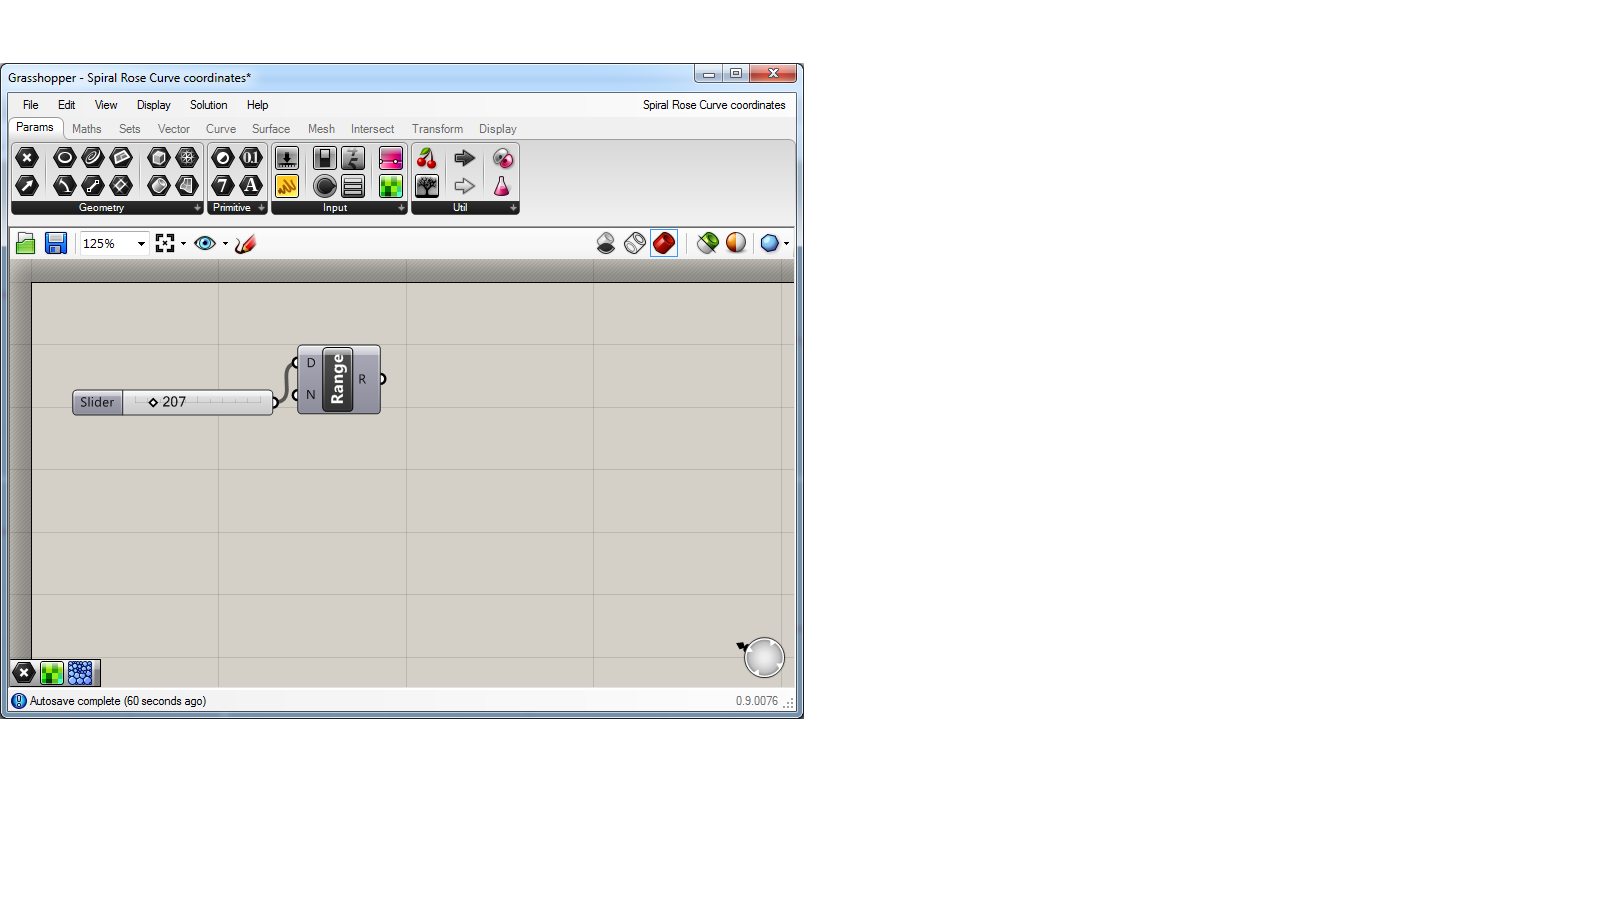 Grasshopper - Spiral Rose Curve coordinates*
File Edit View Display Solution Help Spiral Rose Curve coordinates
Params Maths Sets Vector Curve Surface Mesh Intersect Transform Display
0.1
7 A
Geometry Primitive Input Util
125%
D
Range
R
N
Slider 207
Autosave complete (60 seconds ago) 0.9.0076